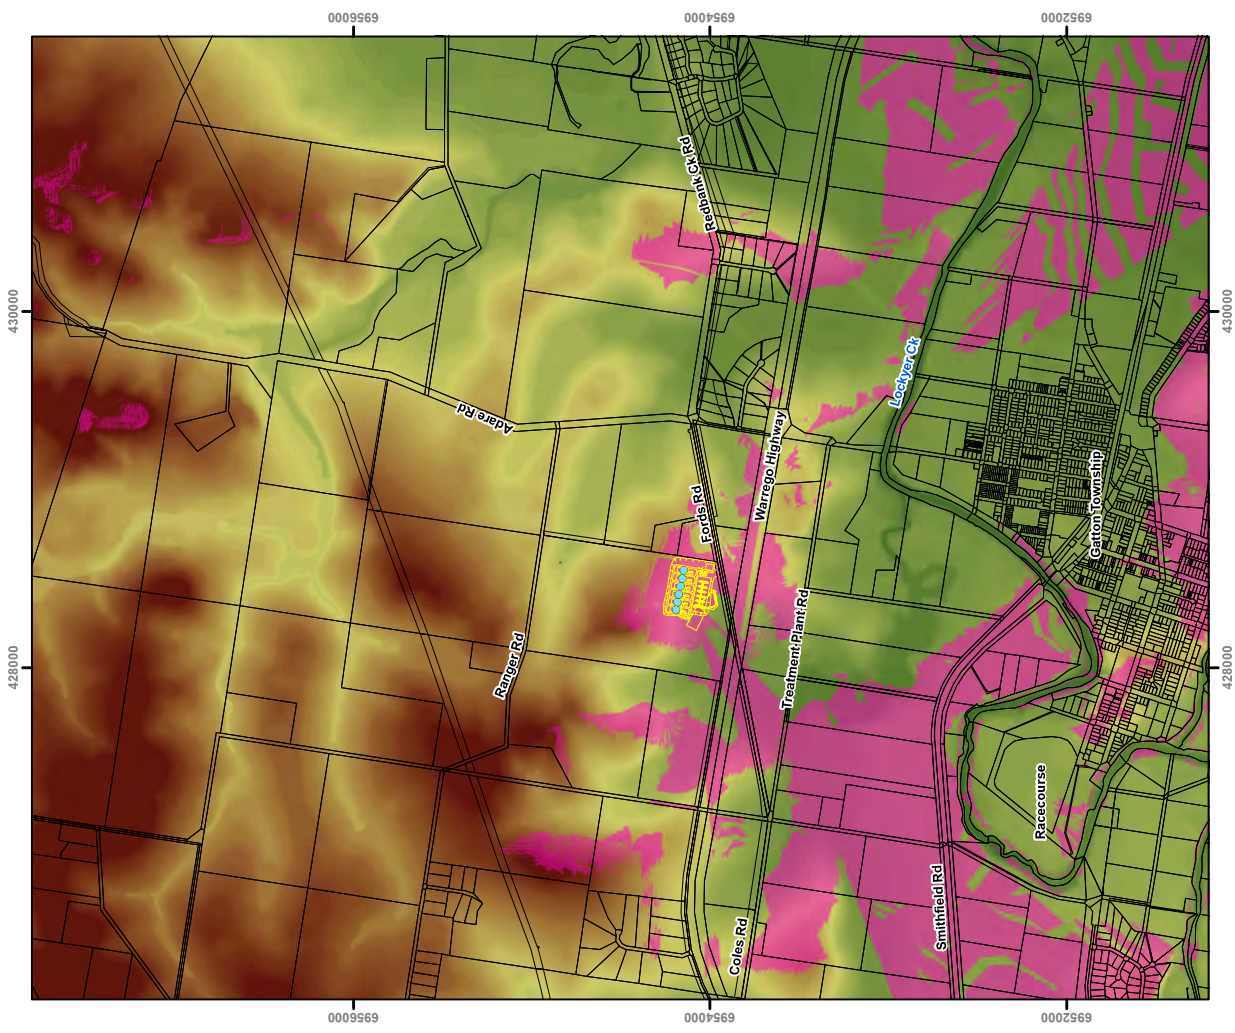 6956000
6954000
6952000
Redbank Ck Rd
430000
430000
Lockyer Ck
Adare Rd
Warrego Highway
Gatton Township
Fords Rd
Treatment Plant Rd
Ranger Rd
428000
428000
Racecourse
Smithfield Rd
Coles Rd
6956000
6954000
6952000